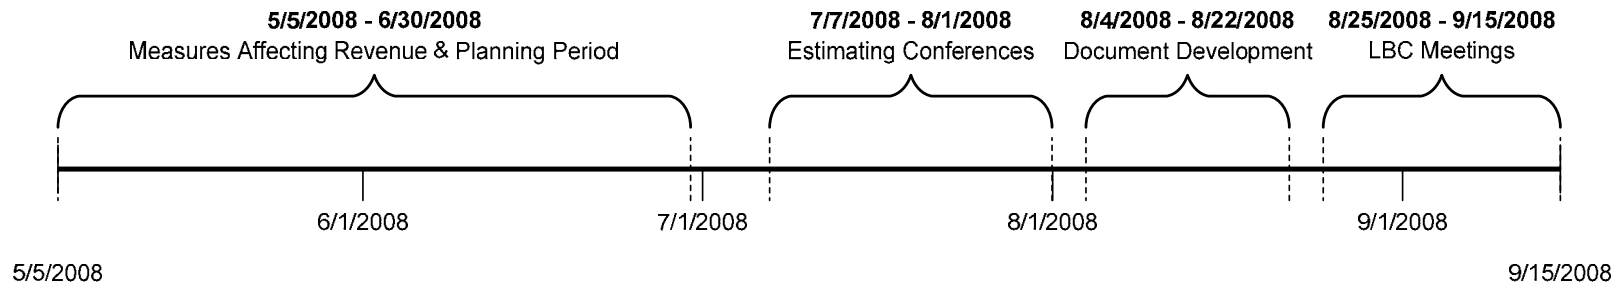 5/5/2008 - 6/30/2008
Measures Affecting Revenue & Planning Period
7/7/2008 - 8/1/2008
Estimating Conferences
8/4/2008 - 8/22/2008
Document Development
8/25/2008 - 9/15/2008
LBC Meetings
6/1/2008
7/1/2008
8/1/2008
9/1/2008
5/5/2008
9/15/2008